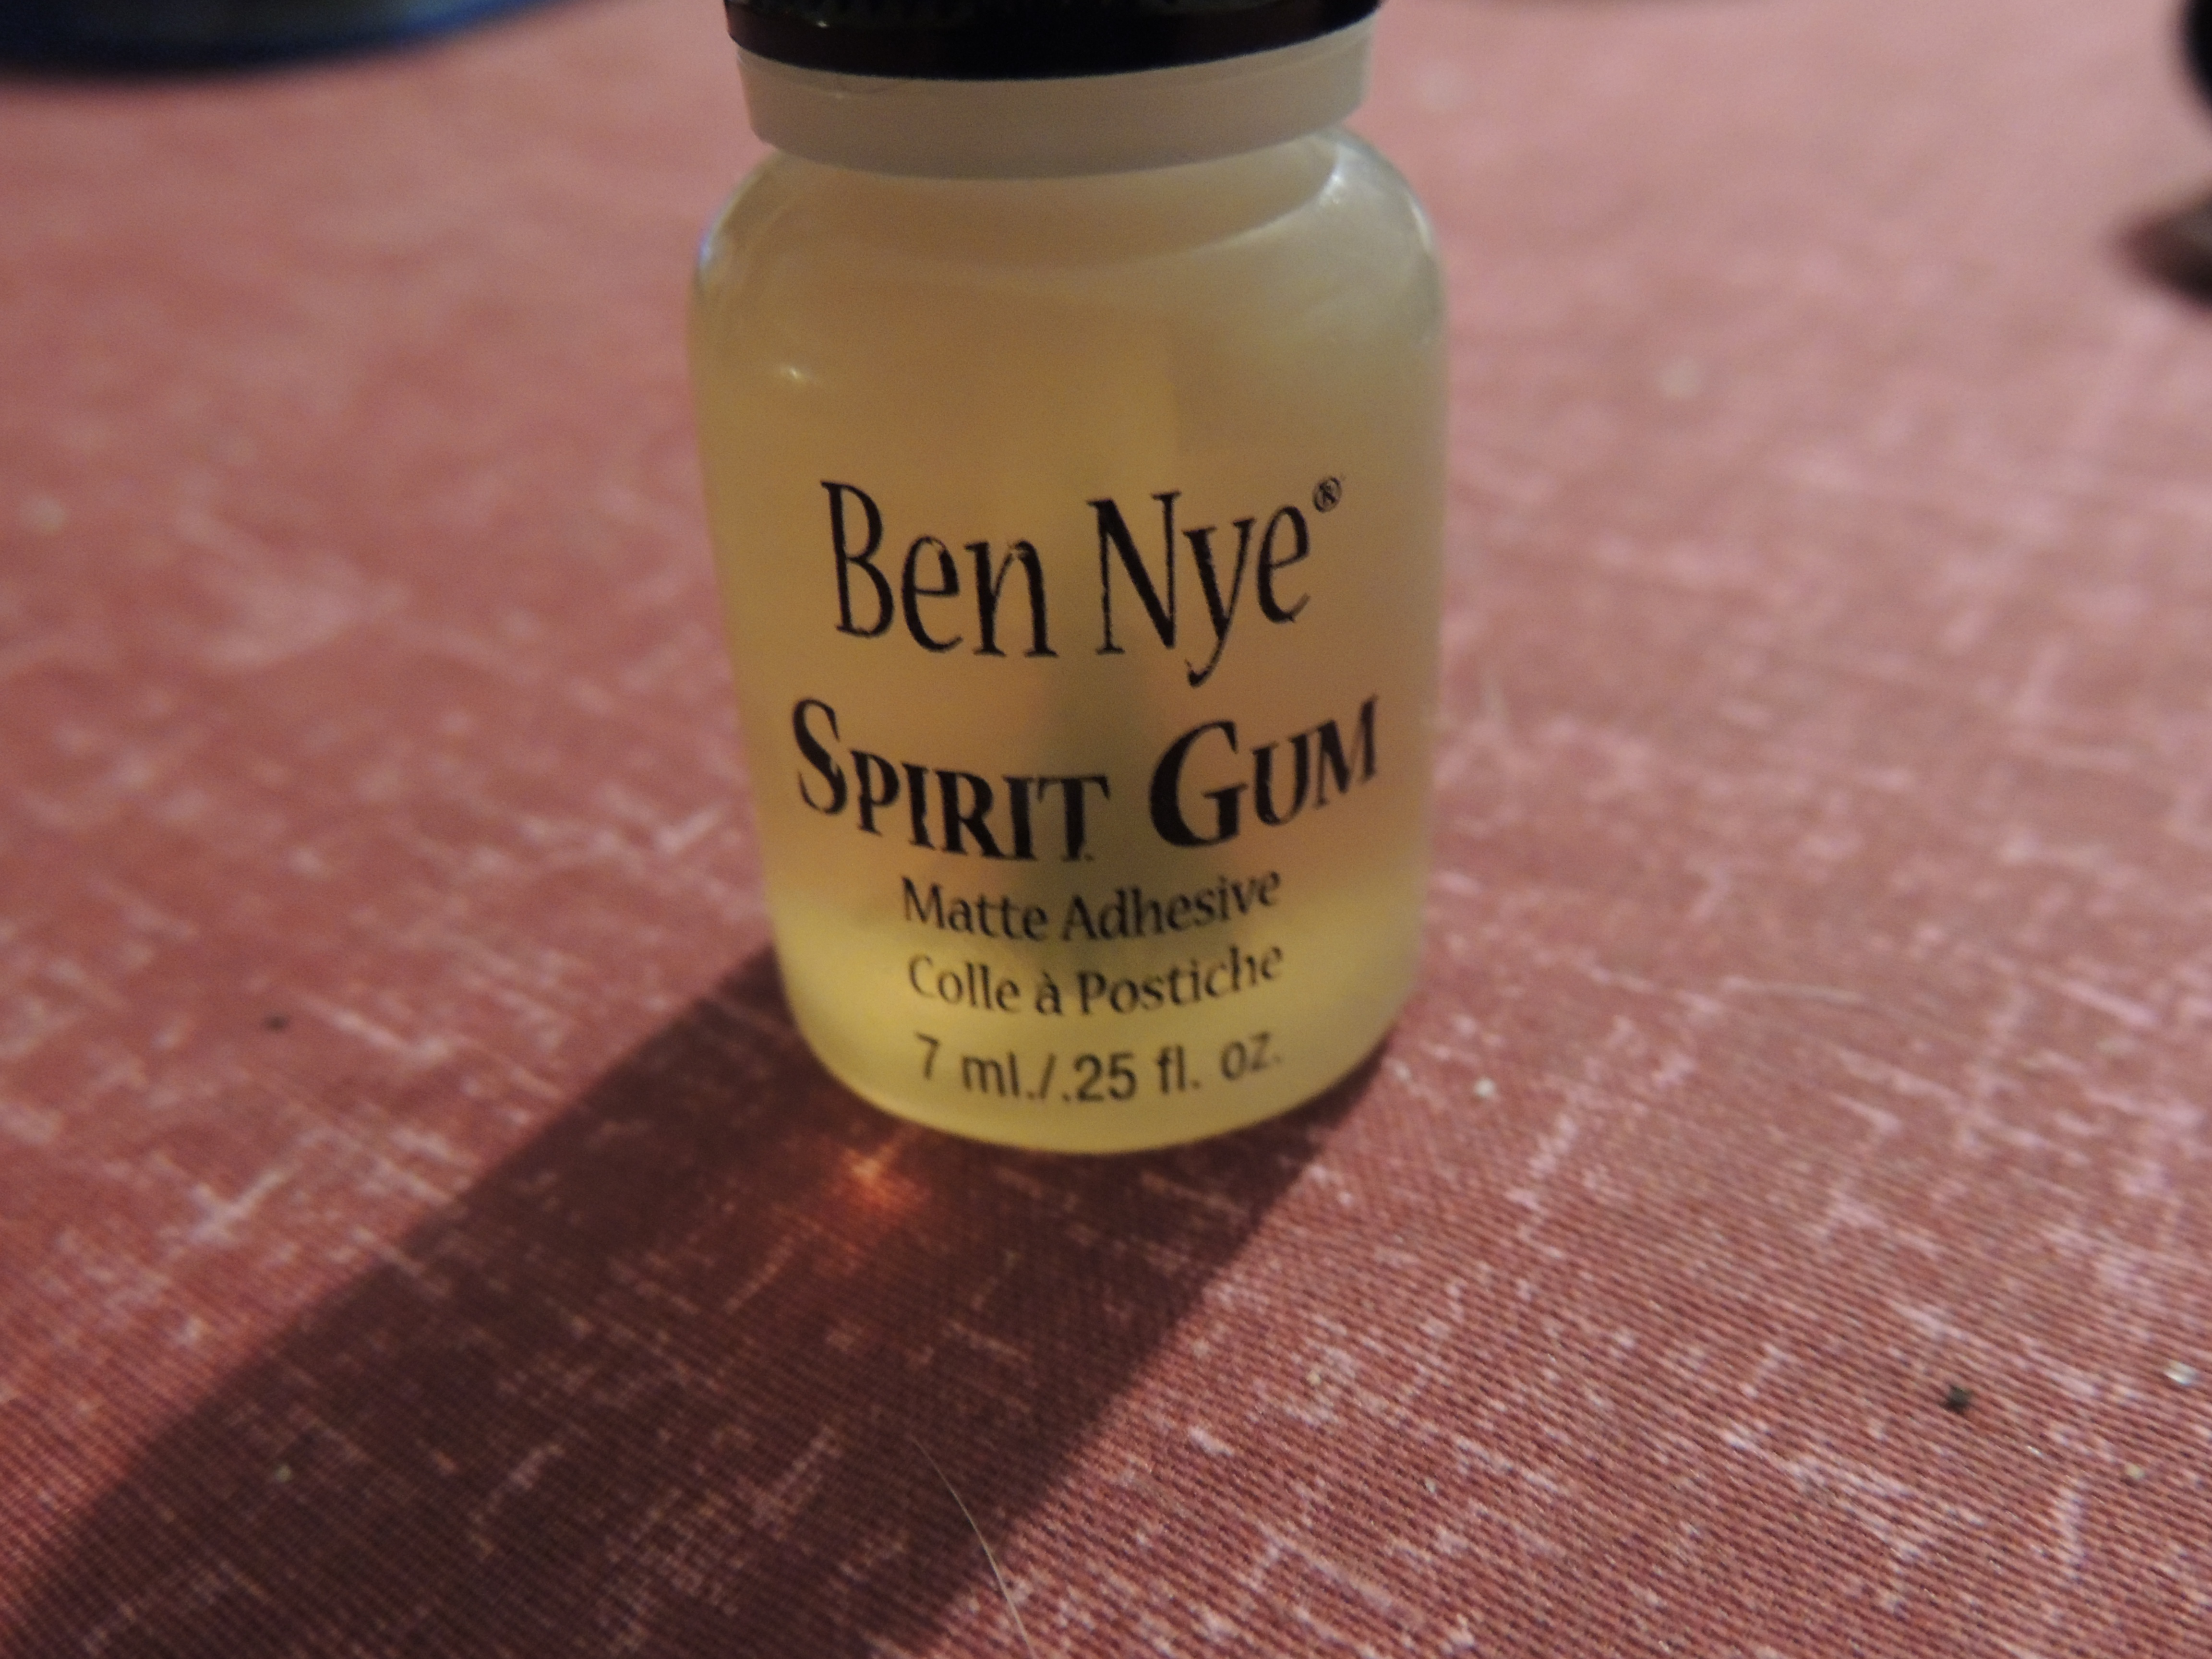 Ben Nye®
SPIRIT GUM
Matte Adhesive
Colle à Postiche
7 ml./.25 fl. oz.